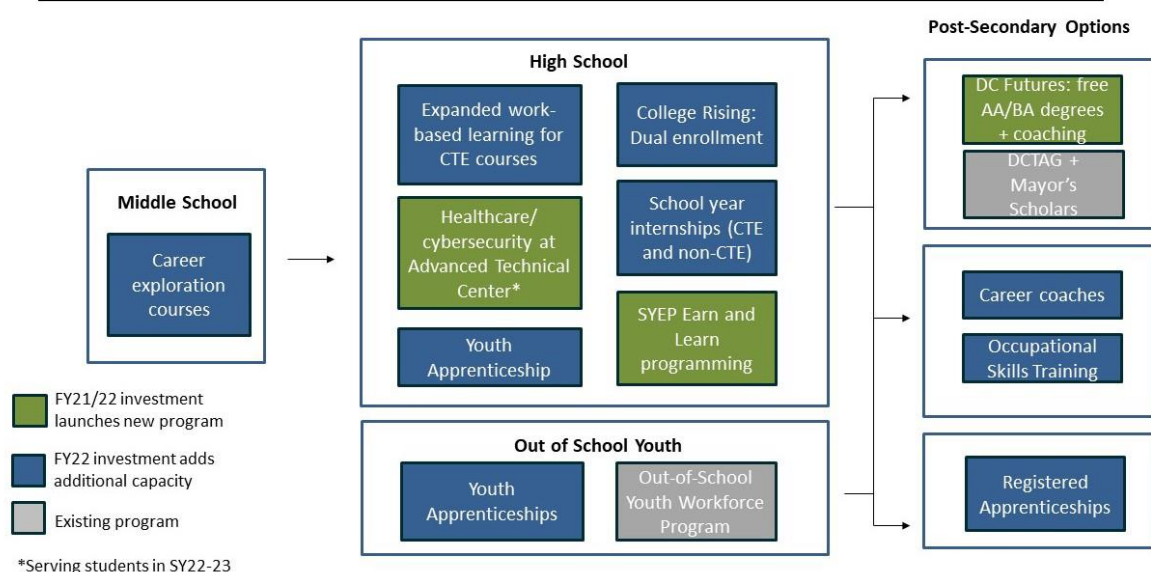 Post-Secondary Options
Middle School
Career
exploration
courses
High School
Expanded work-
based learning for
CTE courses
College Rising:
Dual enrollment
Healthcare/
cybersecurity at
Advanced Technical
Center*
School year
internships (CTE
and non-CTE)
Youth
Apprenticeship
SYEP Earn and
Learn
programming
Out of School Youth
Youth
Apprenticeships
Out-of-School
Youth Workforce
Program
DC Futures: free
AA/BA degrees
+ coaching
DCTAG +
Mayor's
Scholars
Career coaches
Occupational
Skills Training
Registered
Apprenticeships
FY21/22 investment
launches new program
FY22 investment adds
additional capacity
Existing program
*Serving students in SY22-23